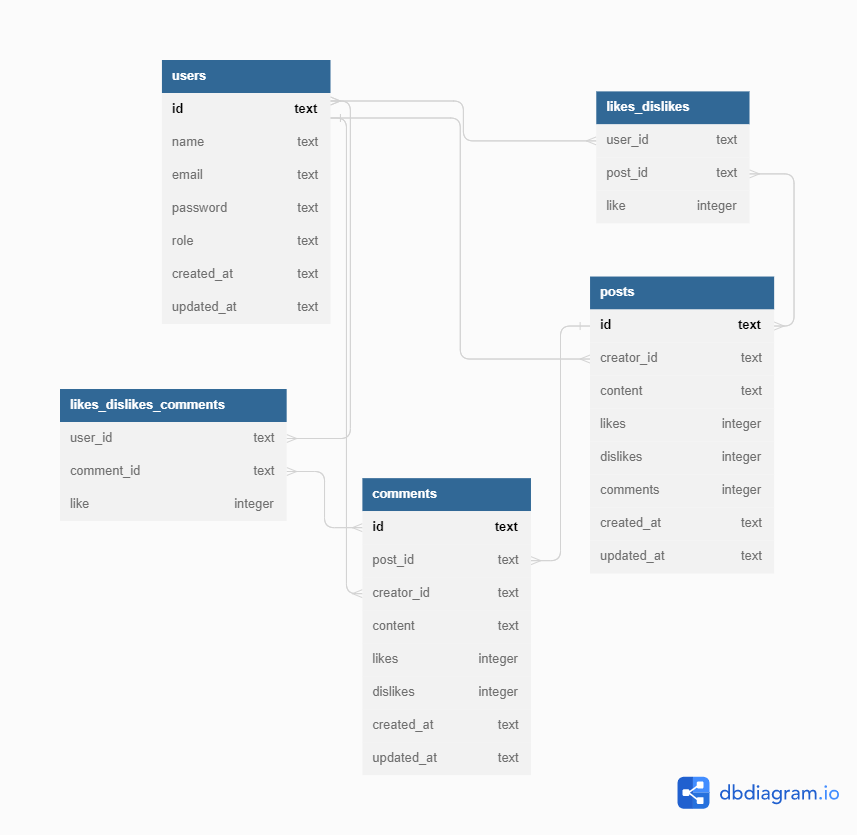 users
id text
name text
email text
password text
role text
created_at text
updated_at text
likes_dislikes
user_id text
post_id text
like integer
posts
id text
creator_id text
content text
likes integer
dislikes integer
comments integer
created_at text
updated_at text
likes_dislikes_comments
user_id text
comment_id text
like integer
comments
id text
post_id text
creator_id text
content text
likes integer
dislikes integer
created_at text
updated_at text
dbdiagram.io